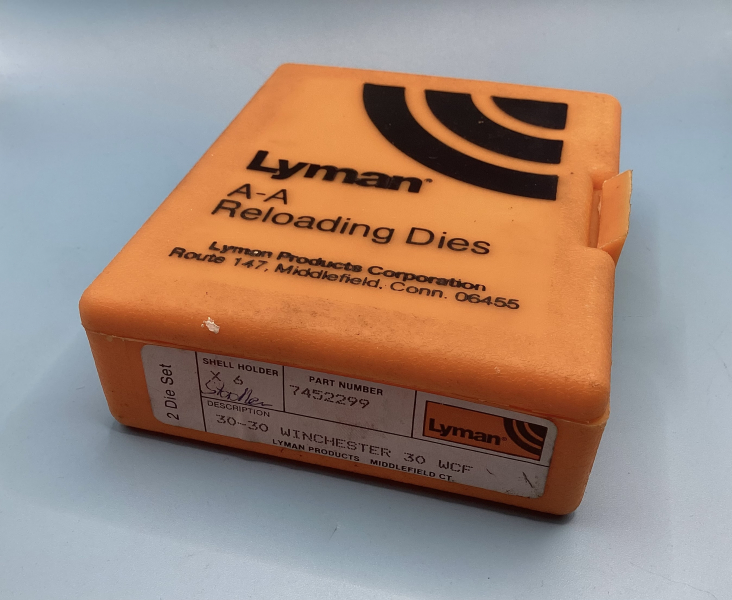 Lyman
A-A
Reloading Dies
Lyman Products Corporation
Route 147, Middlefield, Conn. 06455
2 Die Set
SHELL HOLDER
X 6
PART NUMBER
7452299
DESCRIPTION
30-30 WINCHESTER 30 WCF
LYMAN PRODUCTS MIDDLEFIELD CT.
Lyman